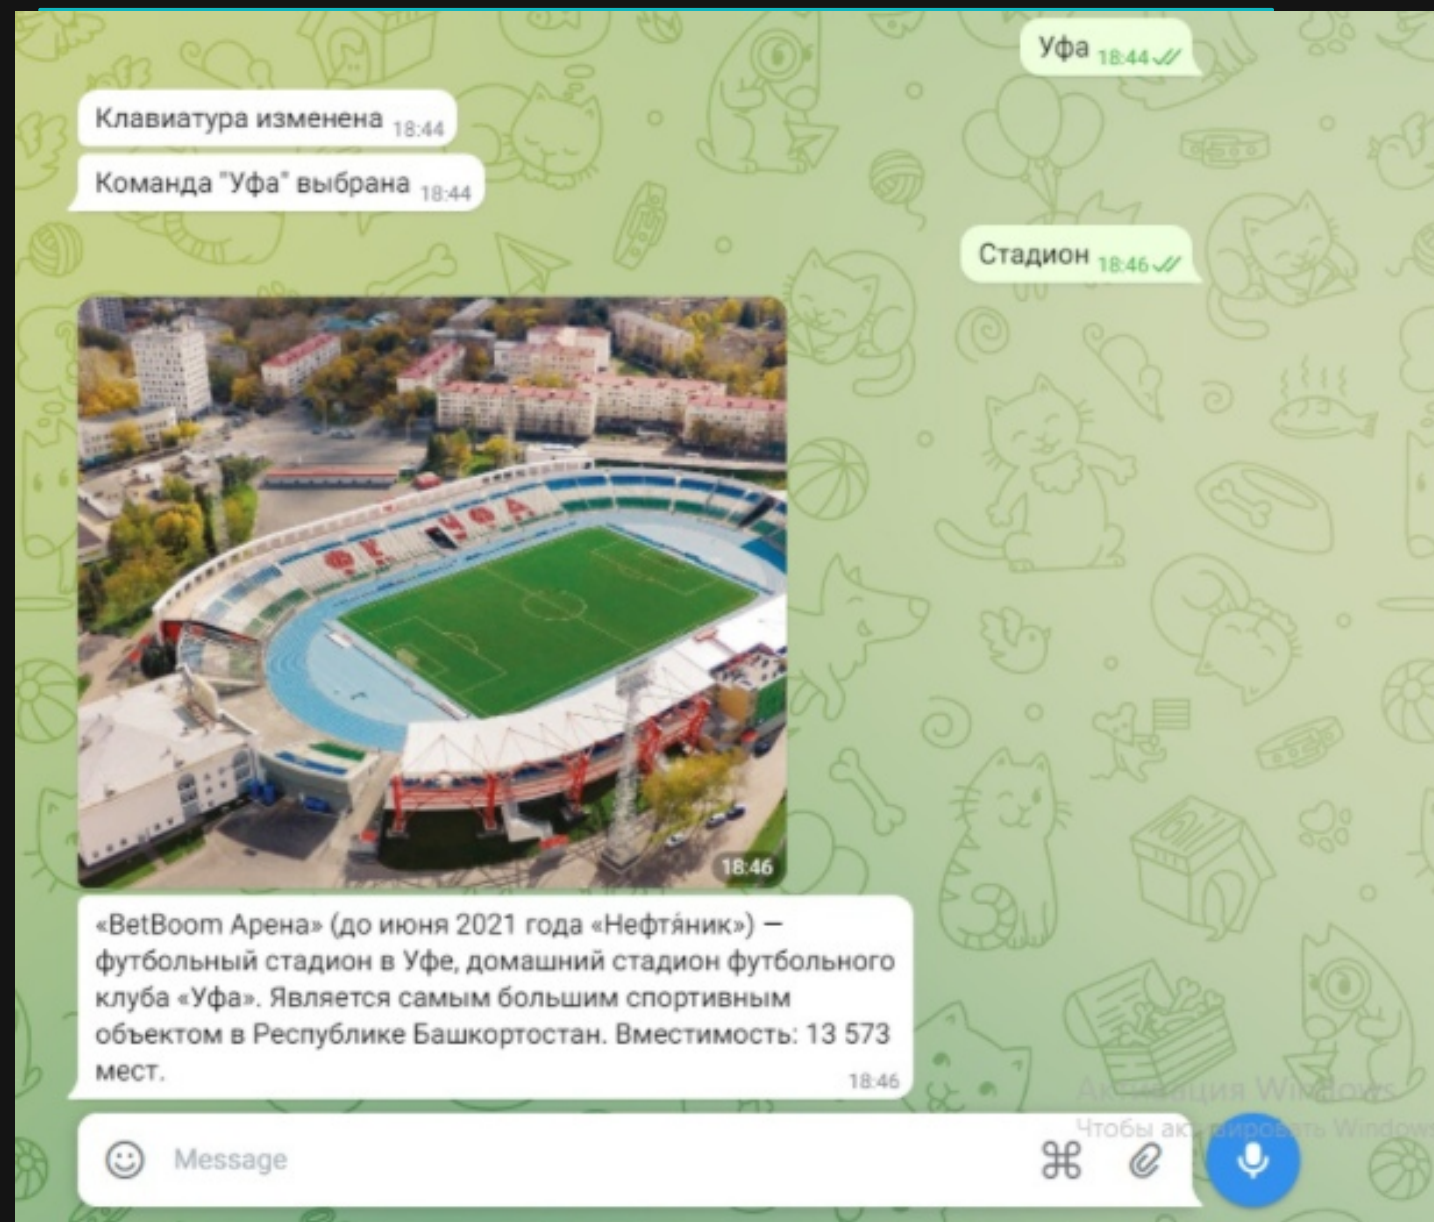 Уфа 18:44
Клавиатура изменена 18:44
Команда "Уфа" выбрана 18:44
Стадион 18:46
ФК УФА
18:46
«BetBoom Арена» (до июня 2021 года «Нефтя́ник») —
футбольный стадион в Уфе, домашний стадион футбольного
клуба «Уфа». Является самым большим спортивным
объектом в Республике Башкортостан. Вместимость: 13 573
мест.
18:46
Активация Windows
Чтобы активировать Windows
Message